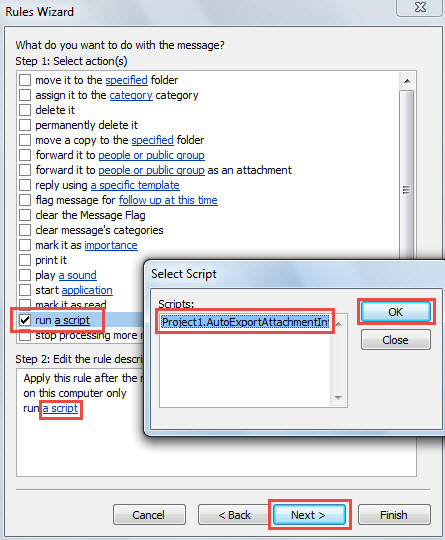 Rules Wizard
What do you want to do with the message?
Step 1: Select action(s)
move it to the specified folder
assign it to the category category
delete it
permanently delete it
move a copy to the specified folder
forward it to people or public group
forward it to people or public group as an attachment
reply using a specific template
flag message for follow up at this time
clear the Message Flag
clear message's categories
mark it as importance
print it
play a sound
start application
mark it as read
run a script
stop processing more
Step 2: Edit the rule
Apply this rule after the
on this computer only
run a script
Select Script
Scripts:
Project1.AutoExportAttachmentIn
OK
Close
Cancel
< Back
Next >
Finish